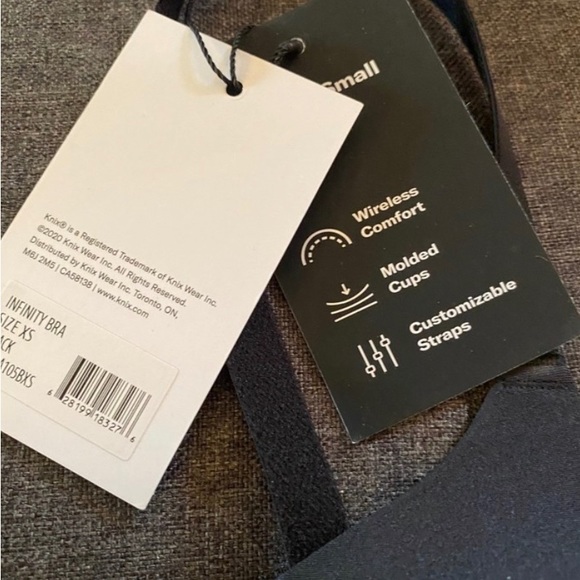 Small
Wireless
Comfort
Molded
Cups
Customizable
Straps
Knix® is a Registered Trademark of Knix Wear Inc.
©2020 Knix Wear Inc. All Rights Reserved.
Distributed by Knix Wear Inc. Toronto, ON,
M6J 2M5 | CA58138 | www.knix.com
INFINITY BRA
SIZE XS
ACK
105BXS
6 28199 18327 6